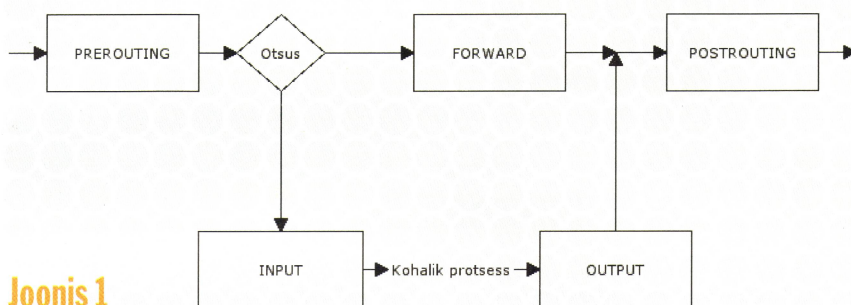 PREROUTING
Otsus
FORWARD
POSTROUTING
INPUT
Kohalik protsess
OUTPUT
Joonis 1